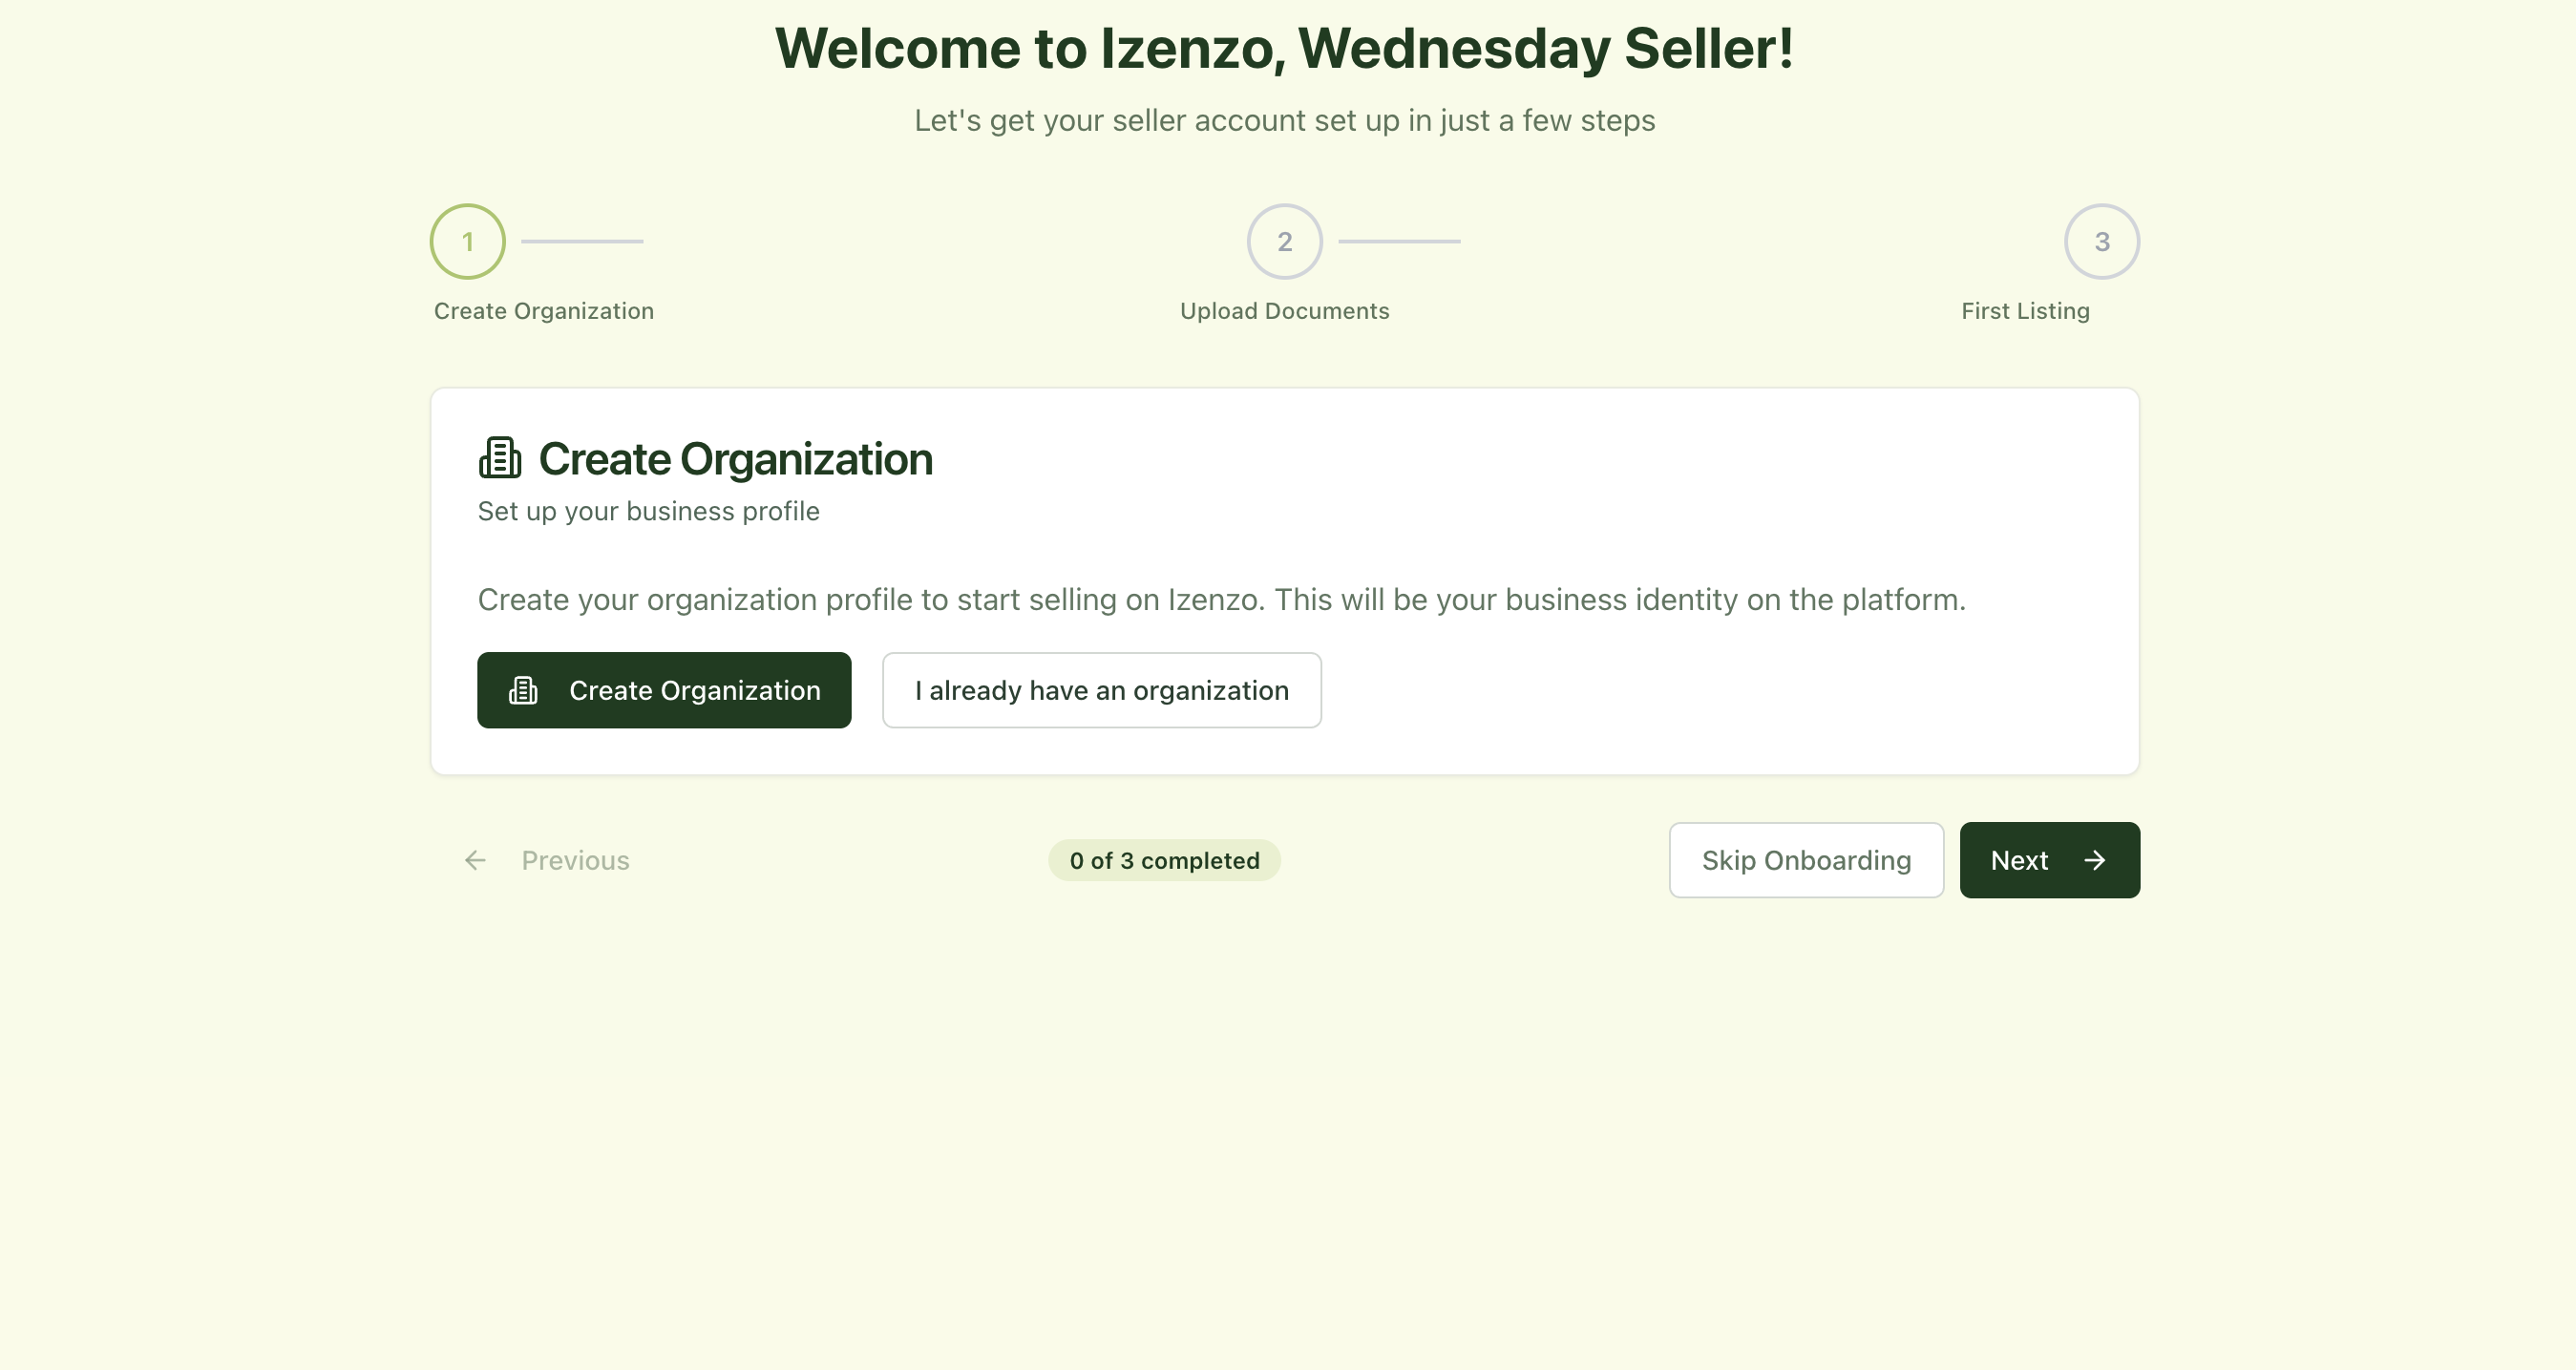 Welcome to Izenzo, Wednesday Seller!
Let's get your seller account set up in just a few steps
1
2
3
Create Organization
Upload Documents
First Listing
Create Organization
Set up your business profile
Create your organization profile to start selling on Izenzo. This will be your business identity on the platform.
Create Organization
I already have an organization
Previous
0 of 3 completed
Skip Onboarding
Next